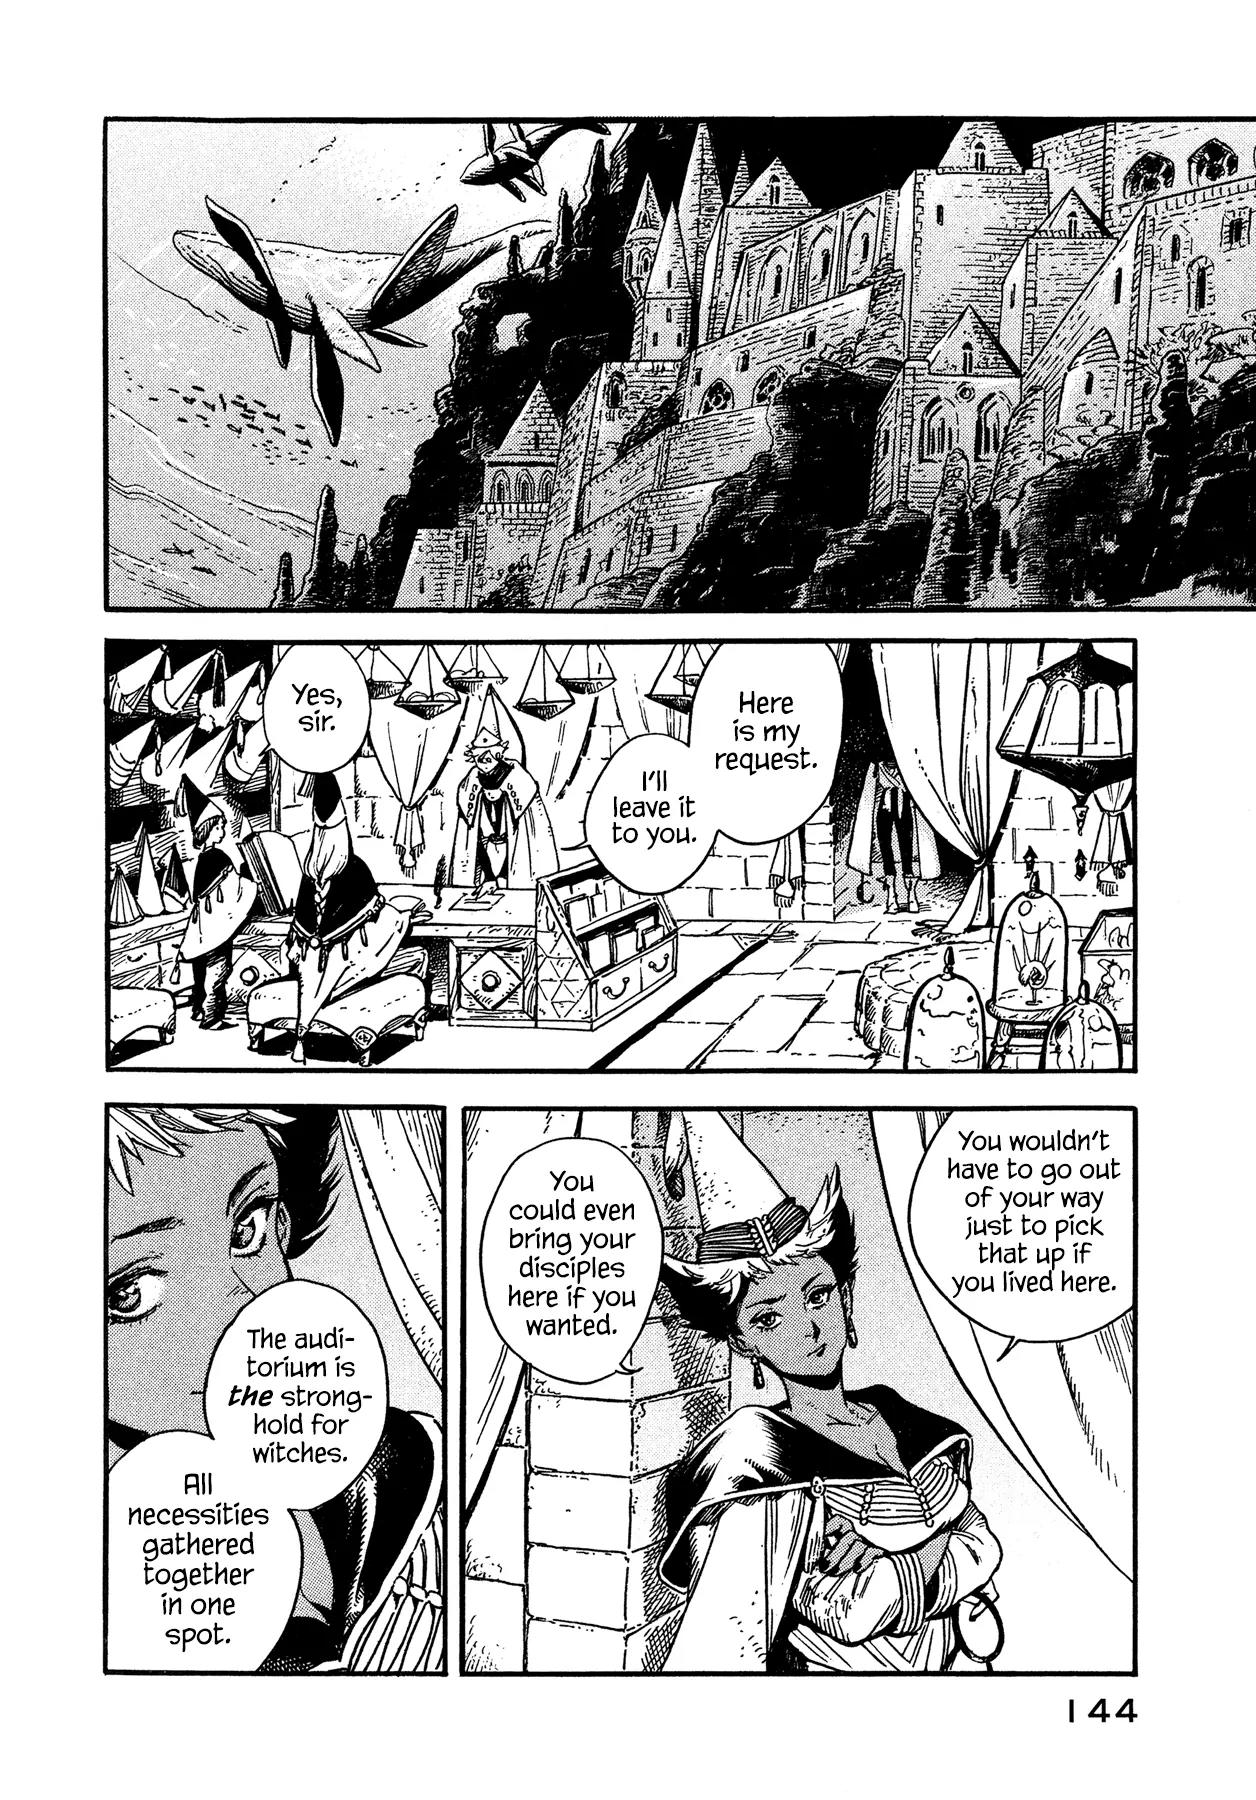 Here
is my
request.
I'll
leave it
to you.
Yes,
sir.
You wouldn't
have to go out
of your way
just to pick
that up if
you lived here.
You
could even
bring your
disciples
here if you
wanted.
The audi-
torium is
the strong-
hold for
witches.
All
necessities
gathered
together
in one
spot.
144